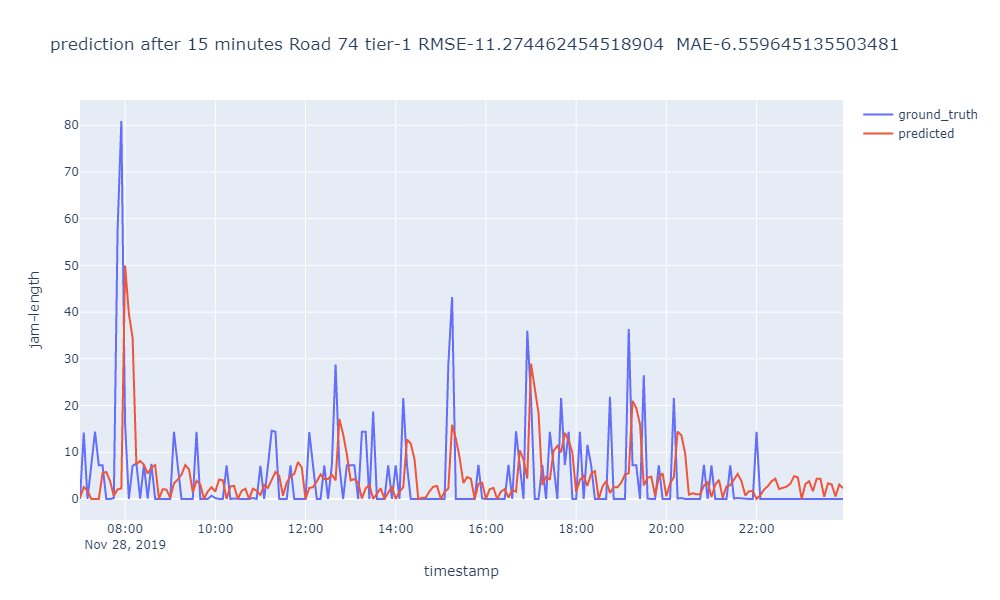 prediction after 15 minutes Road 74 tier-1 RMSE-11.274462454518904  MAE-6.559645135503481
ground_truth
predicted
80
70
60
50
40
30
20
10
0
jam-length
08:00 10:00 12:00 14:00 16:00 18:00 20:00 22:00
Nov 28, 2019
timestamp